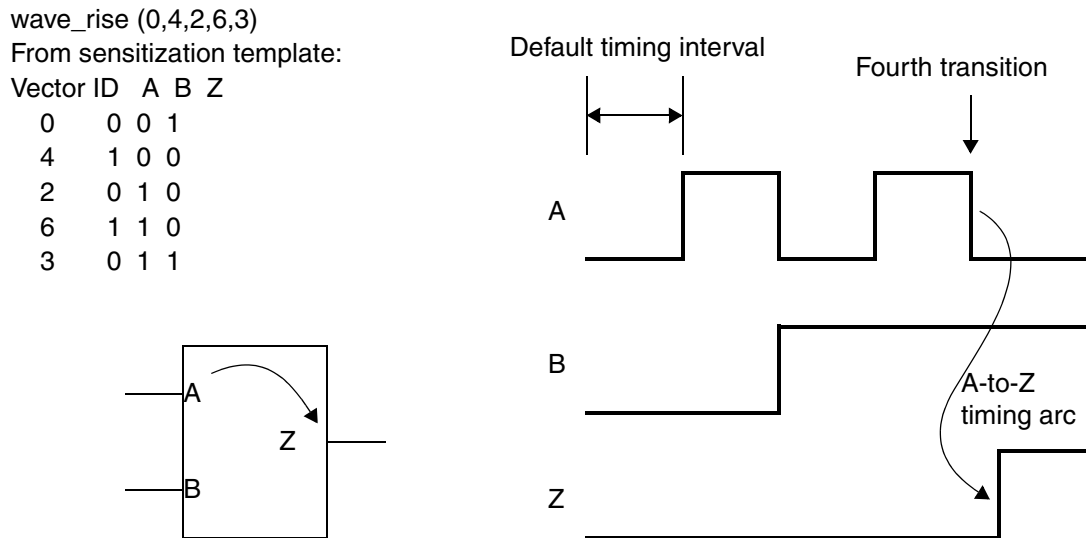 wave_rise (0,4,2,6,3)
From sensitization template:
Vector ID A B Z
0 0 0 1
4 1 0 0
2 0 1 0
6 1 1 0
3 0 1 1
A
Z
B
Default timing interval
Fourth transition
A
B
A-to-Z
timing arc
Z